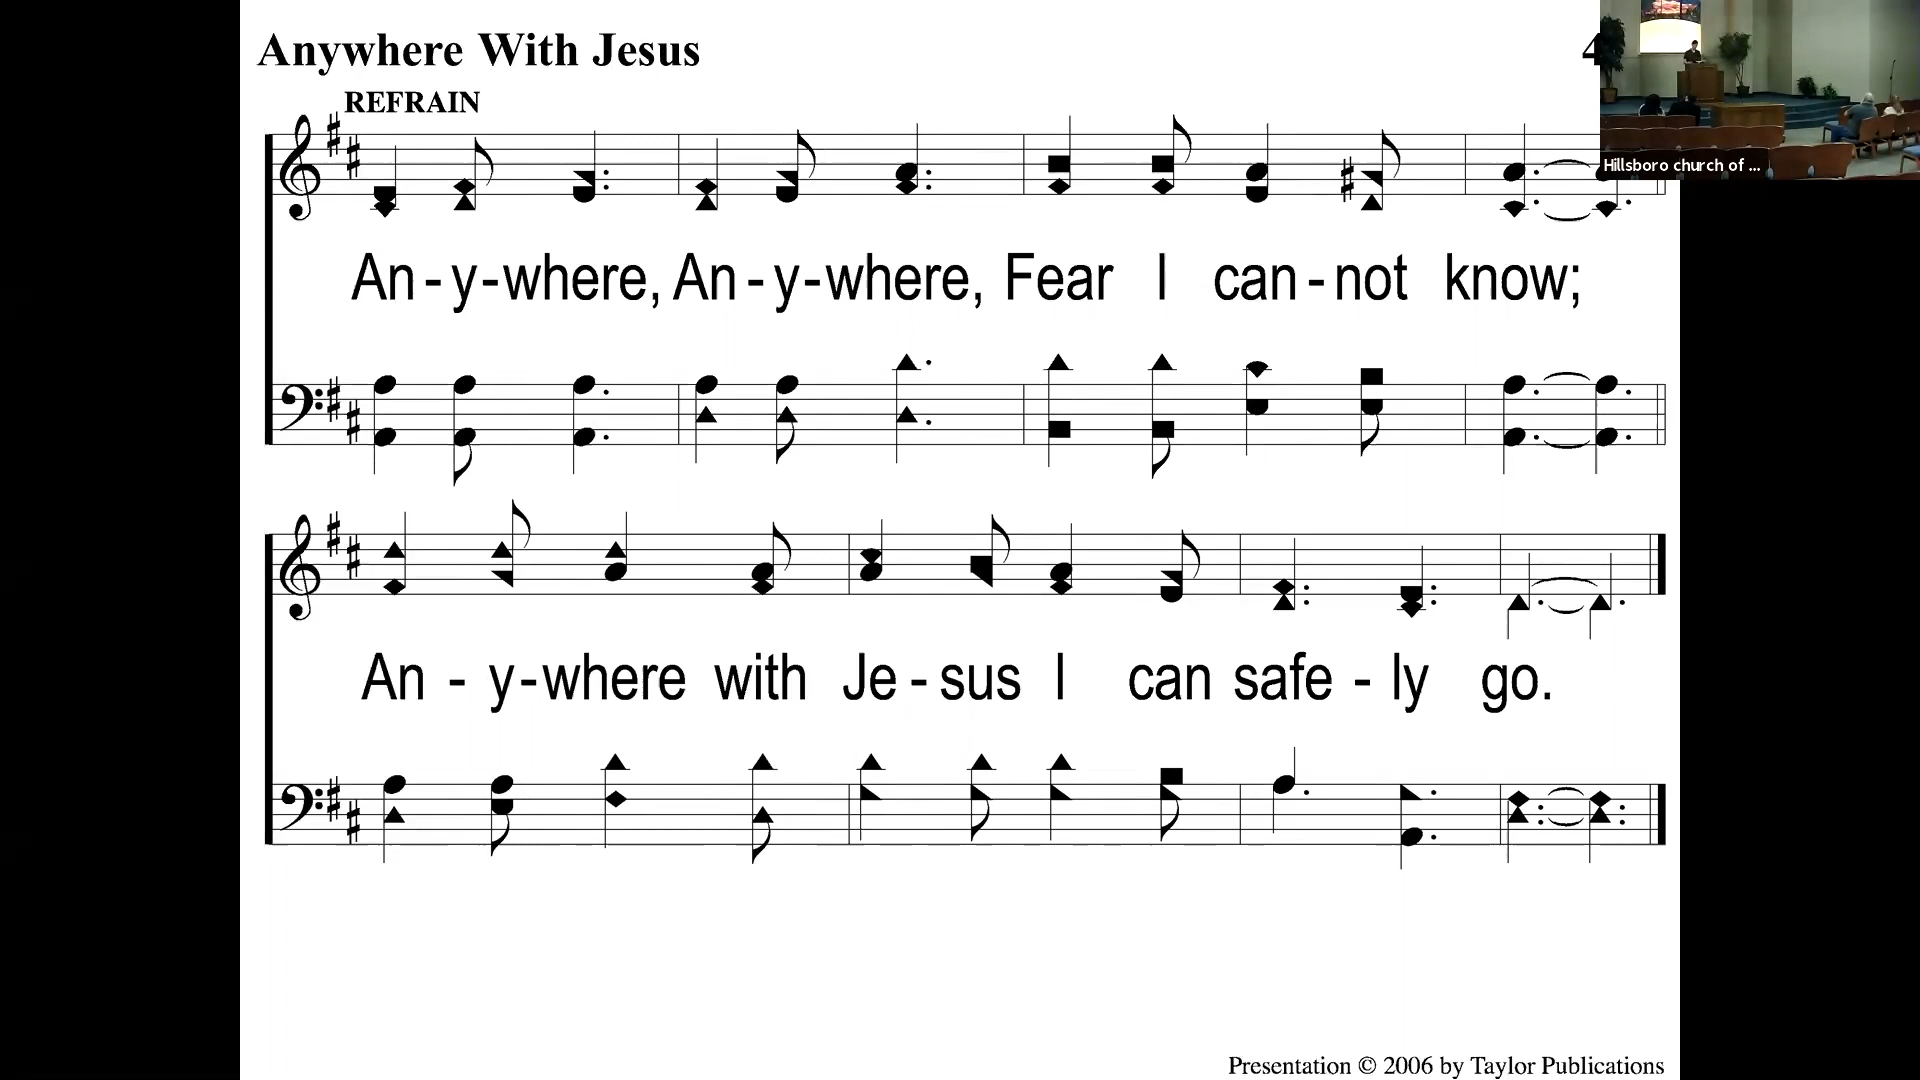 Anywhere With Jesus
4
REFRAIN
Hillsboro church of ...
An-y-where, An-y-where, Fear I can-not know;
An - y-where with Je-sus I can safe - ly go.
Presentation © 2006 by Taylor Publications